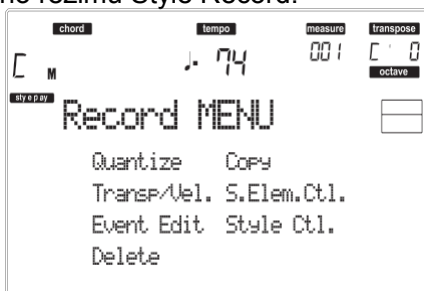 ne režimu Style Record.
chord tempo measure transpose
C M ♩. 74 001 C 0
octave
style play
Record MENU
Quantize Copy
Transp/Vel. S.Elem.Ctl.
Event Edit Style Ctl.
Delete